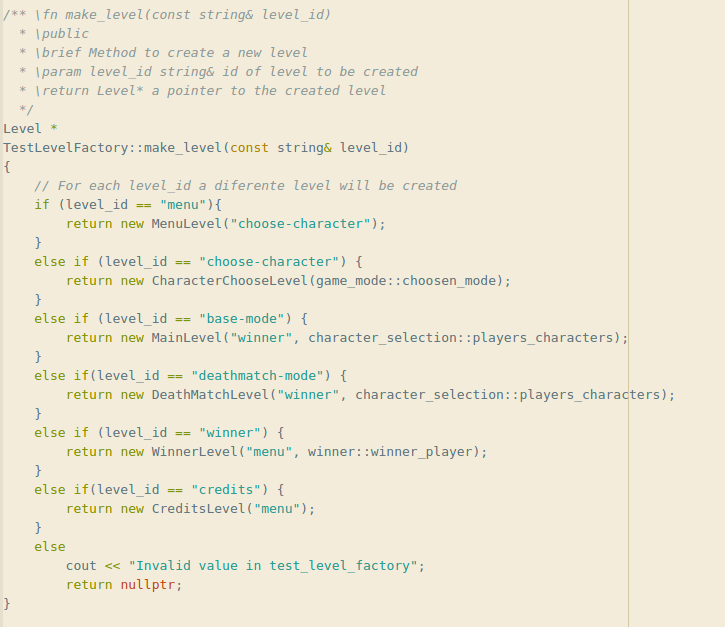 /** \fn make_level(const string& level_id)
  * \public
  * \brief Method to create a new level
  * \param level_id string& id of level to be created
  * \return Level* a pointer to the created level
  */
Level *
TestLevelFactory::make_level(const string& level_id)
{
    // For each level_id a diferente level will be created
    if (level_id == "menu"){
        return new MenuLevel("choose-character");
    }
    else if (level_id == "choose-character") {
        return new CharacterChooseLevel(game_mode::choosen_mode);
    }
    else if (level_id == "base-mode") {
        return new MainLevel("winner", character_selection::players_characters);
    }
    else if(level_id == "deathmatch-mode") {
        return new DeathMatchLevel("winner", character_selection::players_characters);
    }
    else if (level_id == "winner") {
        return new WinnerLevel("menu", winner::winner_player);
    }
    else if(level_id == "credits") {
        return new CreditsLevel("menu");
    }
    else
        cout << "Invalid value in test_level_factory";
        return nullptr;
}